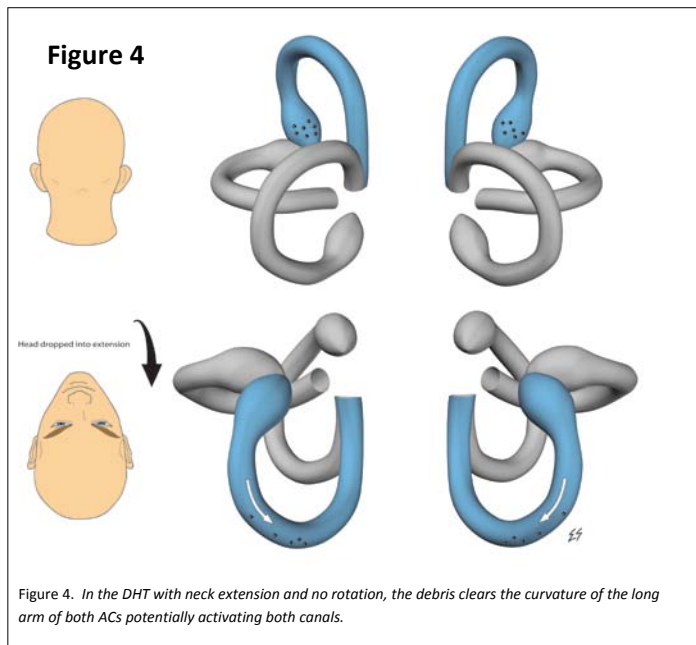 Figure 4
Head dropped into extension
ES
Figure 4. In the DHT with neck extension and no rotation, the debris clears the curvature of the long
arm of both ACs potentially activating both canals.